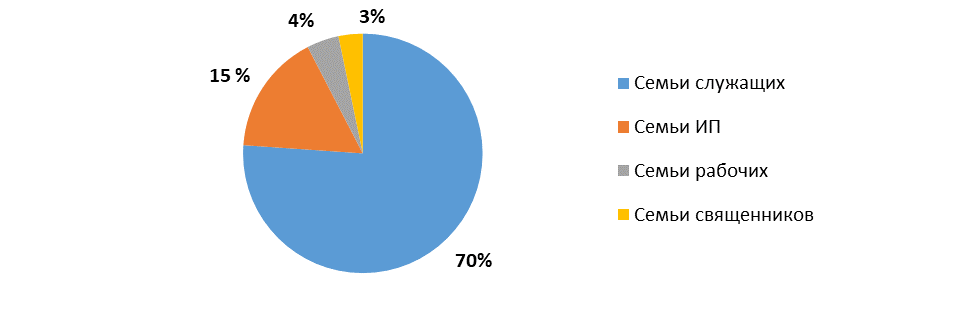 4%
3%
15 %
70%
Семьи служащих
Семьи ИП
Семьи рабочих
Семьи священников